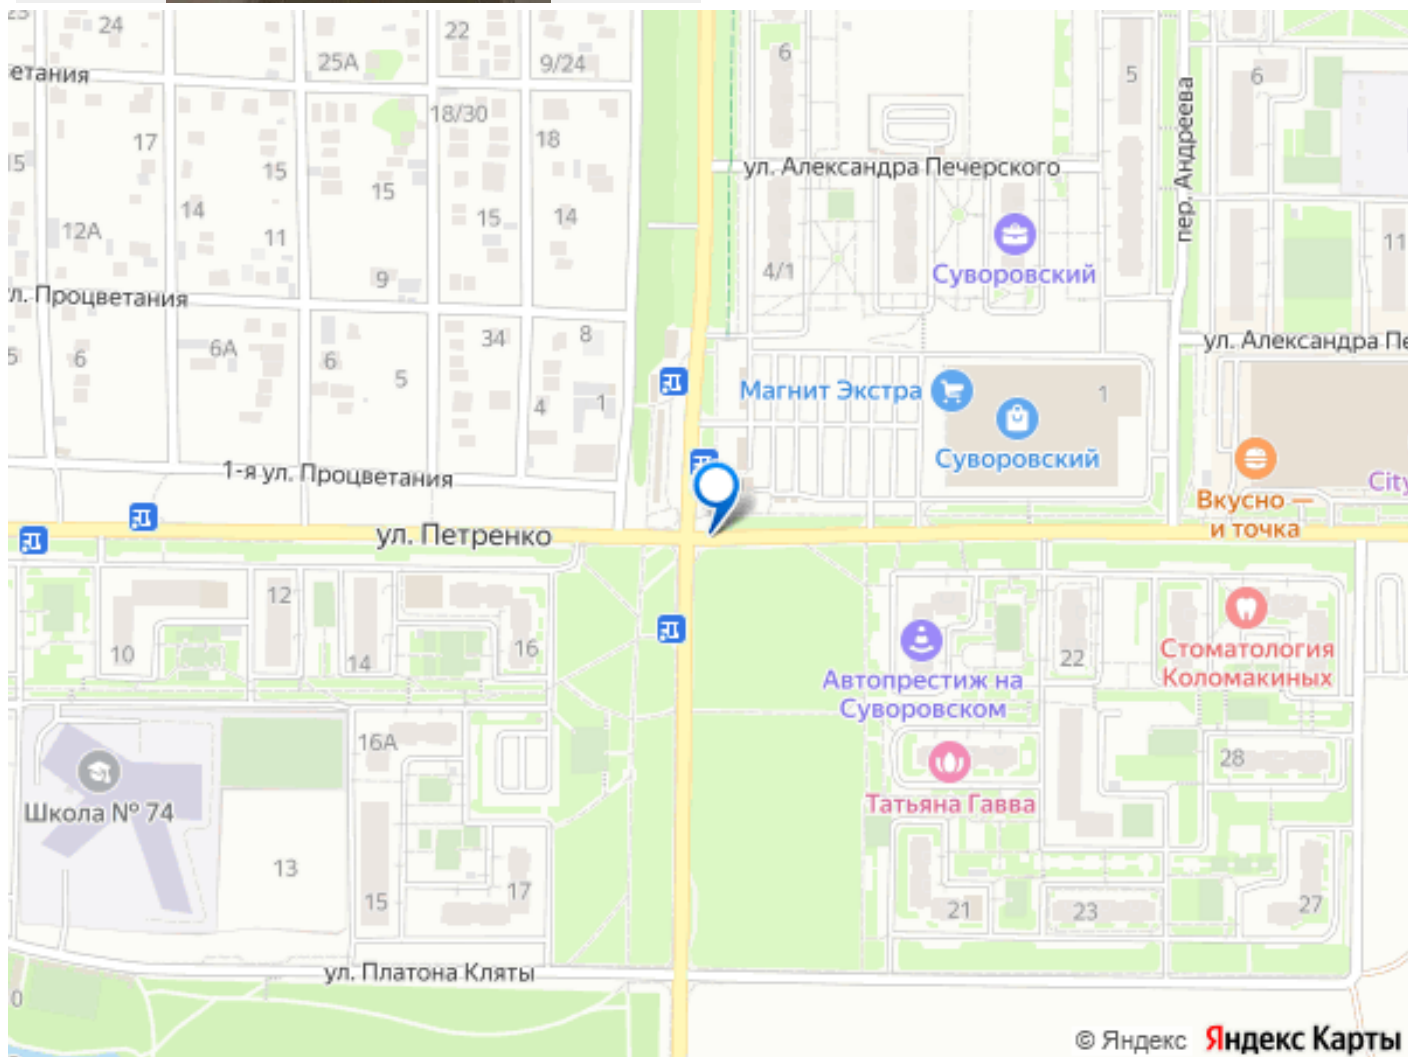 24
22
6
5
6
25А
9/24
етания
18/30
17
18
ул. Александра Печерского
пер. Андреева
15
15
15
14
15
14
12А
11
4/1
Суворовский
11
9
л. Процветания
8
34
6А
6
6
5
5
ул. Александра Пе
Магнит Экстра
1
4
1
Суворовский
1-я ул. Процветания
City
Вкусно —
и точка
ул. Петренко
12
10
14
16
22
Стоматология
Коломакиных
Автопрестиж на
Суворовском
16А
28
Школа № 74
Татьяна Гавва
13
15
17
21
23
27
ул. Платона Кляты
0
© Яндекс Яндекс Карты